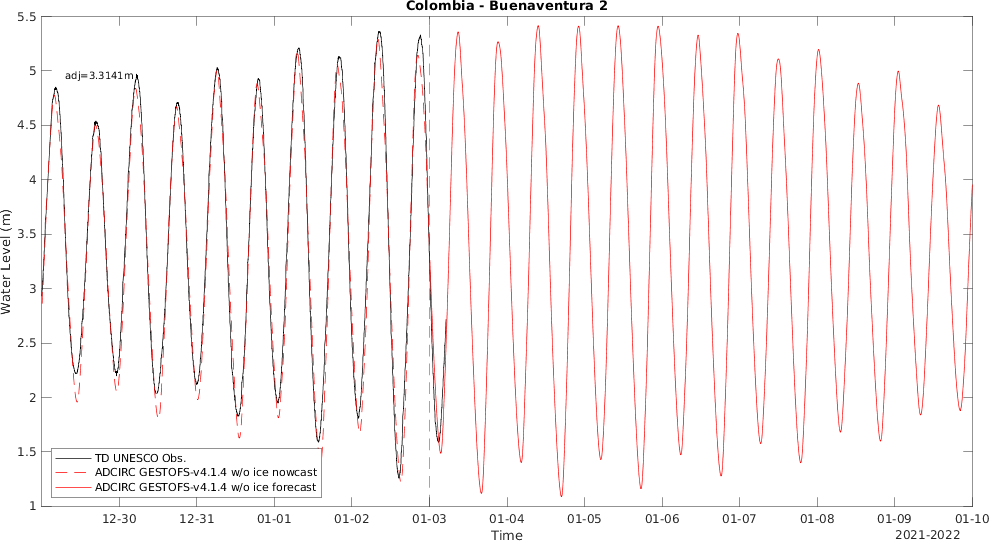 Colombia - Buenaventura 2
5.5
5
4.5
4
3.5
3
2.5
2
1.5
1
Water Level (m)
adj=3.3141m
TD UNESCO Obs.
ADCIRC GESTOFS-v4.1.4 w/o ice nowcast
ADCIRC GESTOFS-v4.1.4 w/o ice forecast
12-30 12-31 01-01 01-02 01-03 01-04 01-05 01-06 01-07 01-08 01-09 01-10
Time
2021-2022